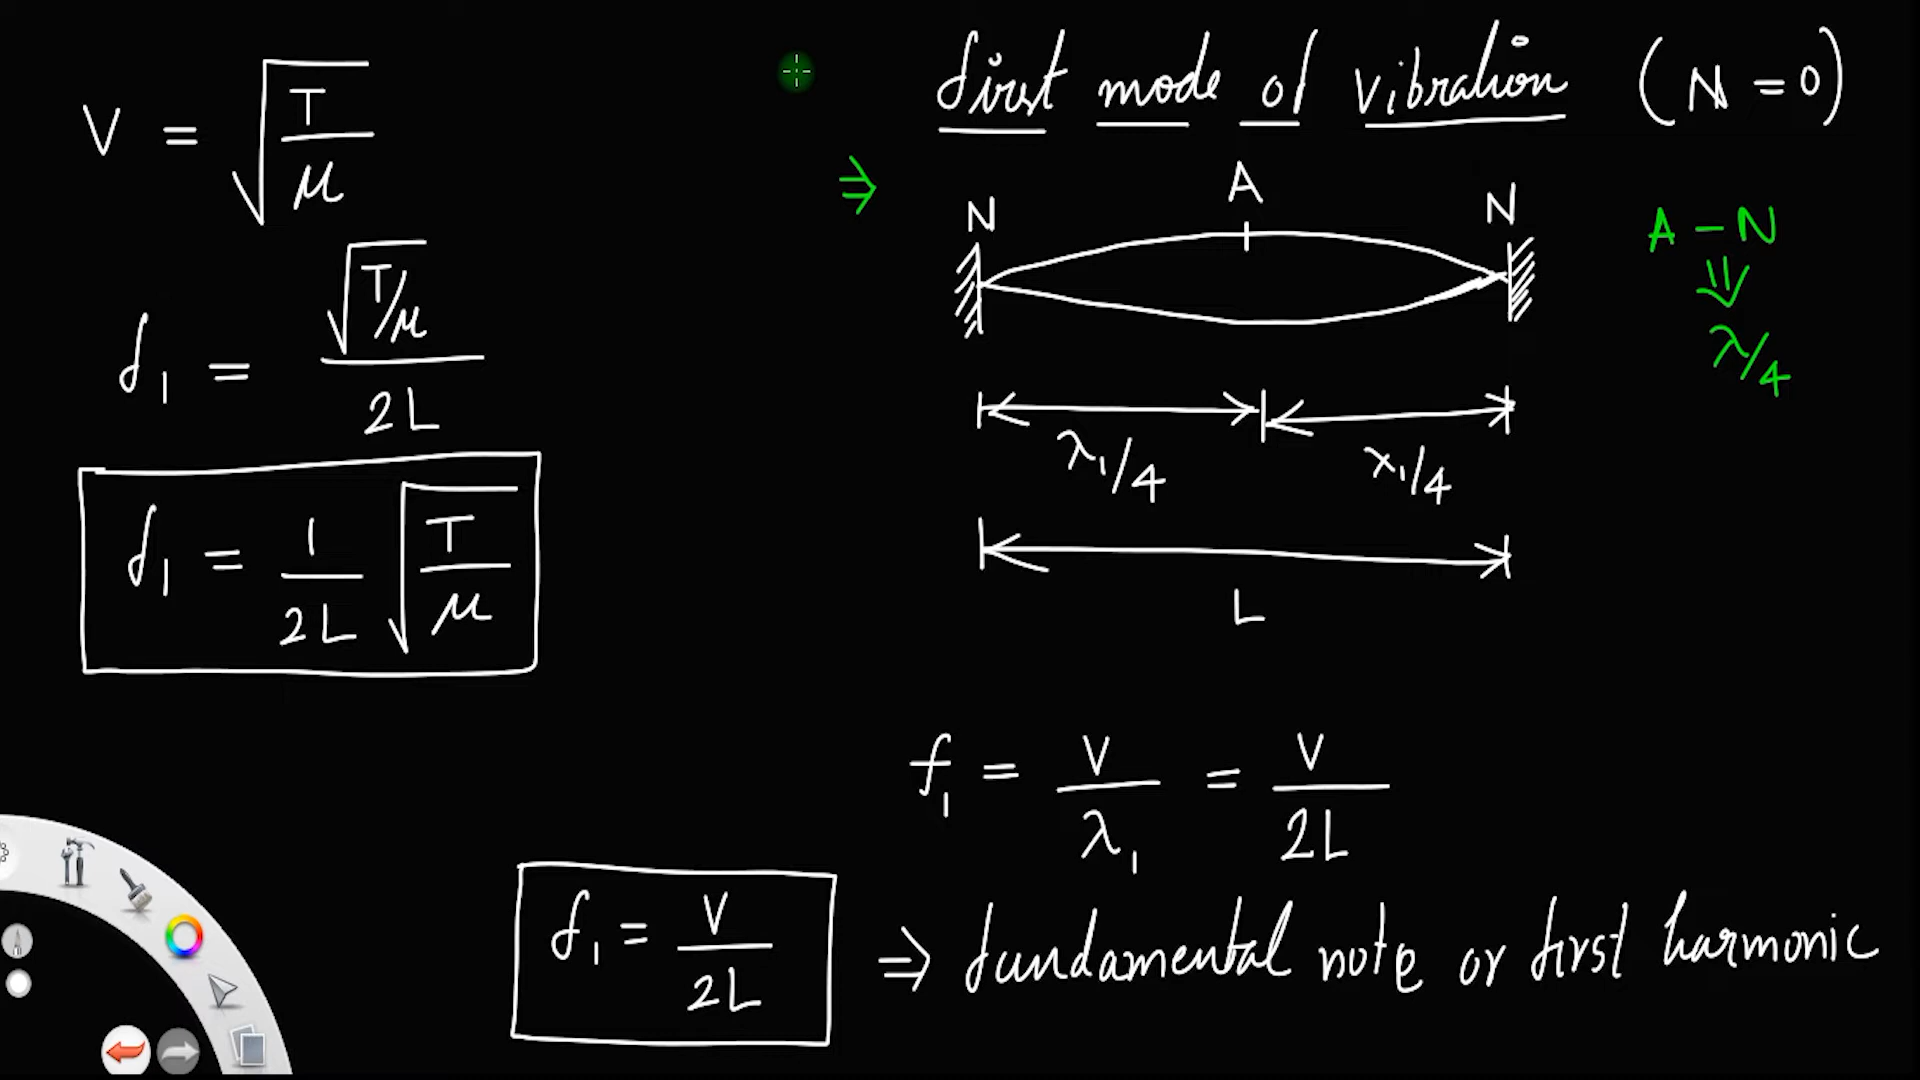 V = √(T/μ)
f₁ = √(T/μ) / 2L
f₁ = 1/2L √(T/μ)
first mode of vibration (N = 0)
⇒
N A N
A – N
⇓
λ/4
λ₁/4 x₁/4
L
f₁ = V/λ₁ = V/2L
f₁ = V/2L ⇒ fundamental note or first harmonic